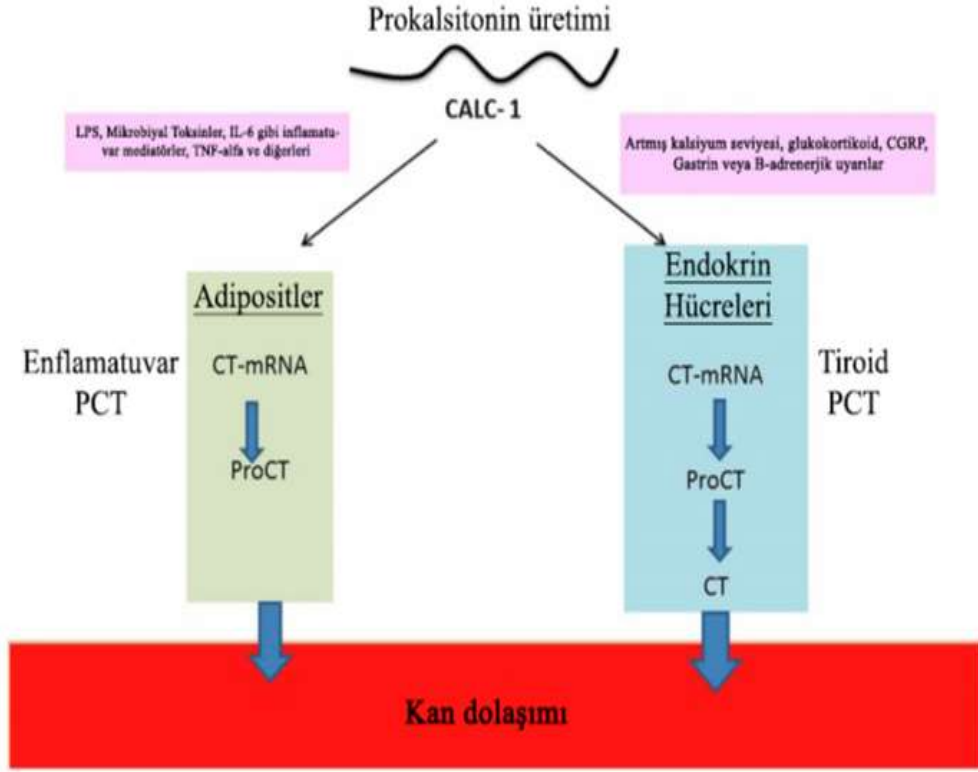 Prokalsitonin üretimi
CALC- 1
LPS, Mikrobiyal Toksinler, IL-6 gibi inflamatu-
var mediatörler, TNF-alfa ve diğerleri
Artmış kalsiyum seviyesi, glukokortikoid, CGRP,
Gastrin veya B-adrenerjik uyarılar
Adipositler
CT-mRNA
ProCT
Enflamatuvar
PCT
Endokrin
Hücreleri
CT-mRNA
ProCT
CT
Tiroid
PCT
Kan dolaşımı